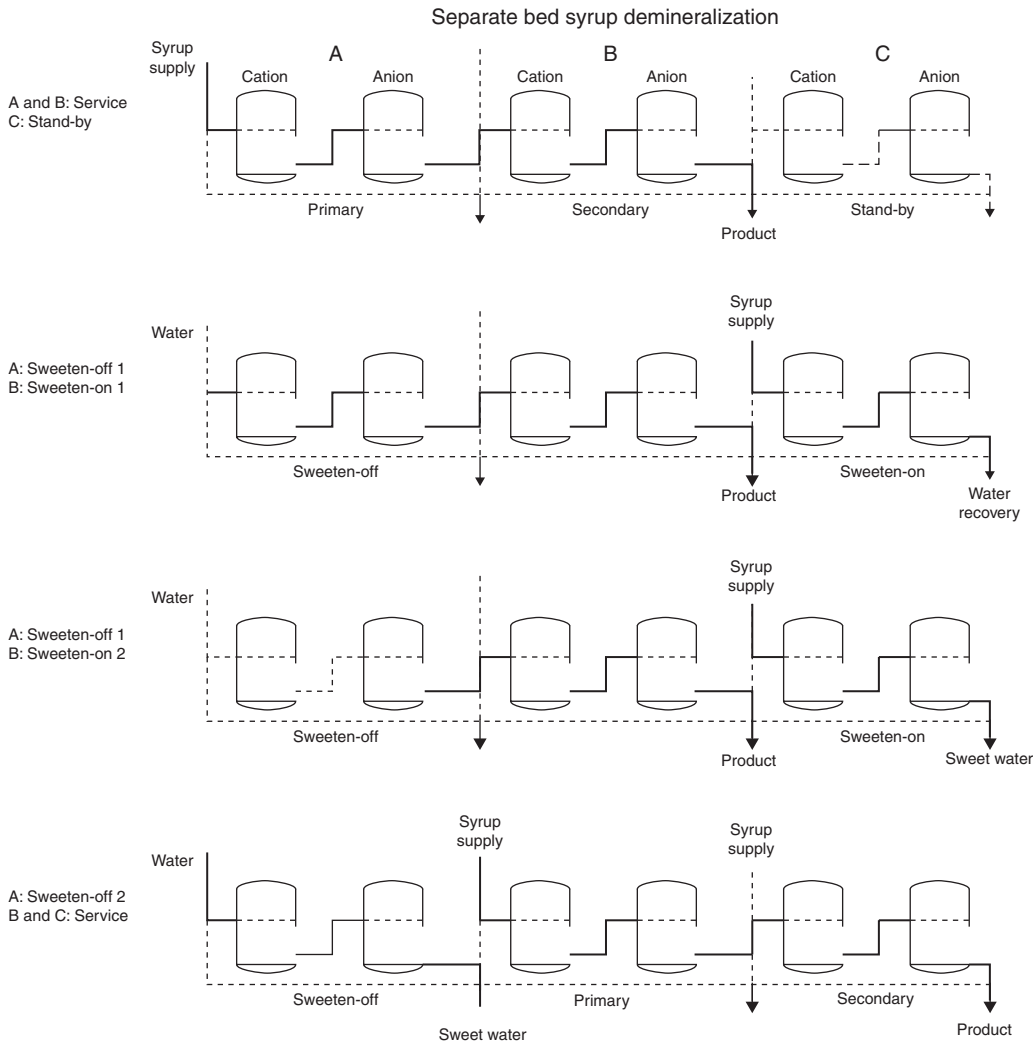 Separate bed syrup demineralization
A B C
Syrup
supply
Cation Anion Cation Anion Cation Anion
A and B: Service
C: Stand-by
Primary Secondary Stand-by
Product
Water
Syrup
supply
A: Sweeten-off 1
B: Sweeten-on 1
Sweeten-off Product Sweeten-on
Water
recovery
Water
Syrup
supply
A: Sweeten-off 1
B: Sweeten-on 2
Sweeten-off Product Sweeten-on
Sweet water
Water
Syrup
supply
Syrup
supply
A: Sweeten-off 2
B and C: Service
Sweeten-off Primary Secondary
Sweet water Product